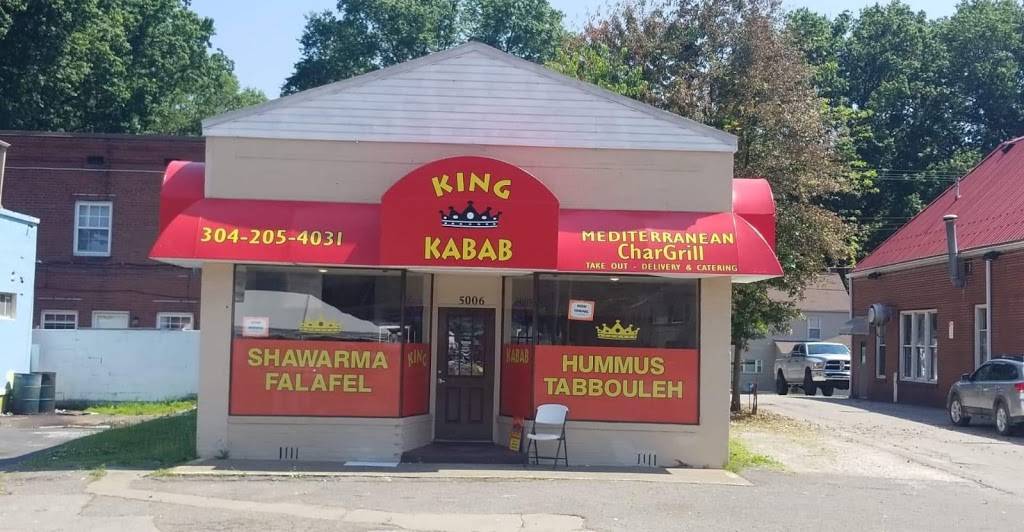 KING
KABAB
304-205-4031
MEDITERRANEAN
CharGrill
TAKE OUT - DELIVERY & CATERING
5006
SHAWARMA
FALAFEL
KING
KABAB
HUMMUS
TABBOULEH